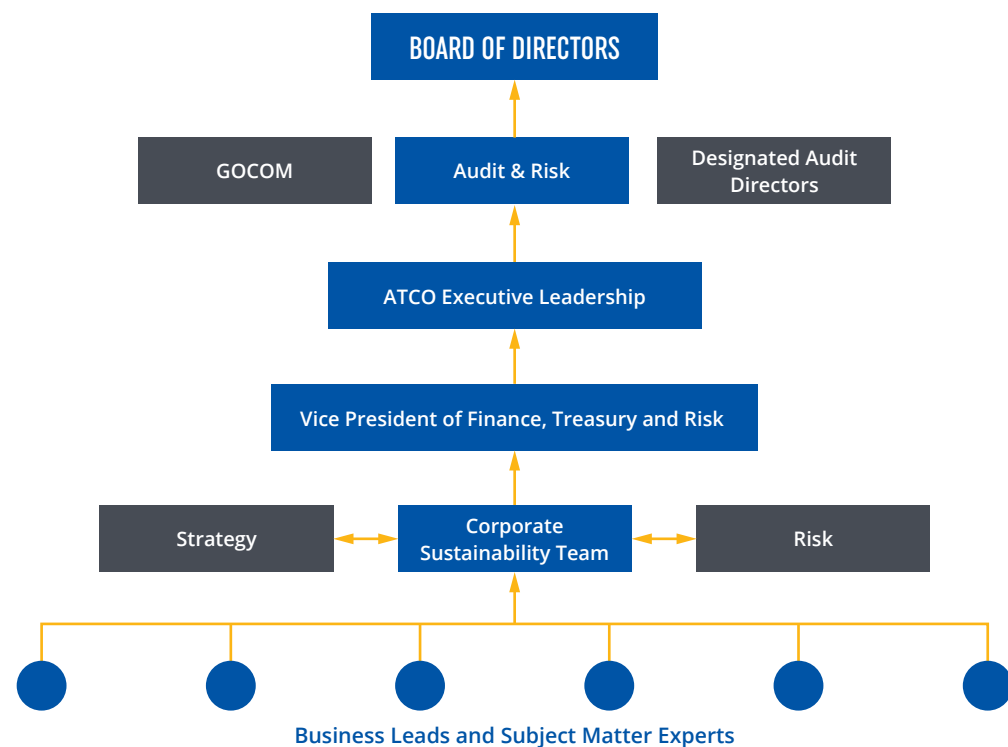 BOARD OF DIRECTORS
GOCOM
Audit & Risk
Designated Audit
Directors
ATCO Executive Leadership
Vice President of Finance, Treasury and Risk
Strategy
Corporate
Sustainability Team
Risk
Business Leads and Subject Matter Experts